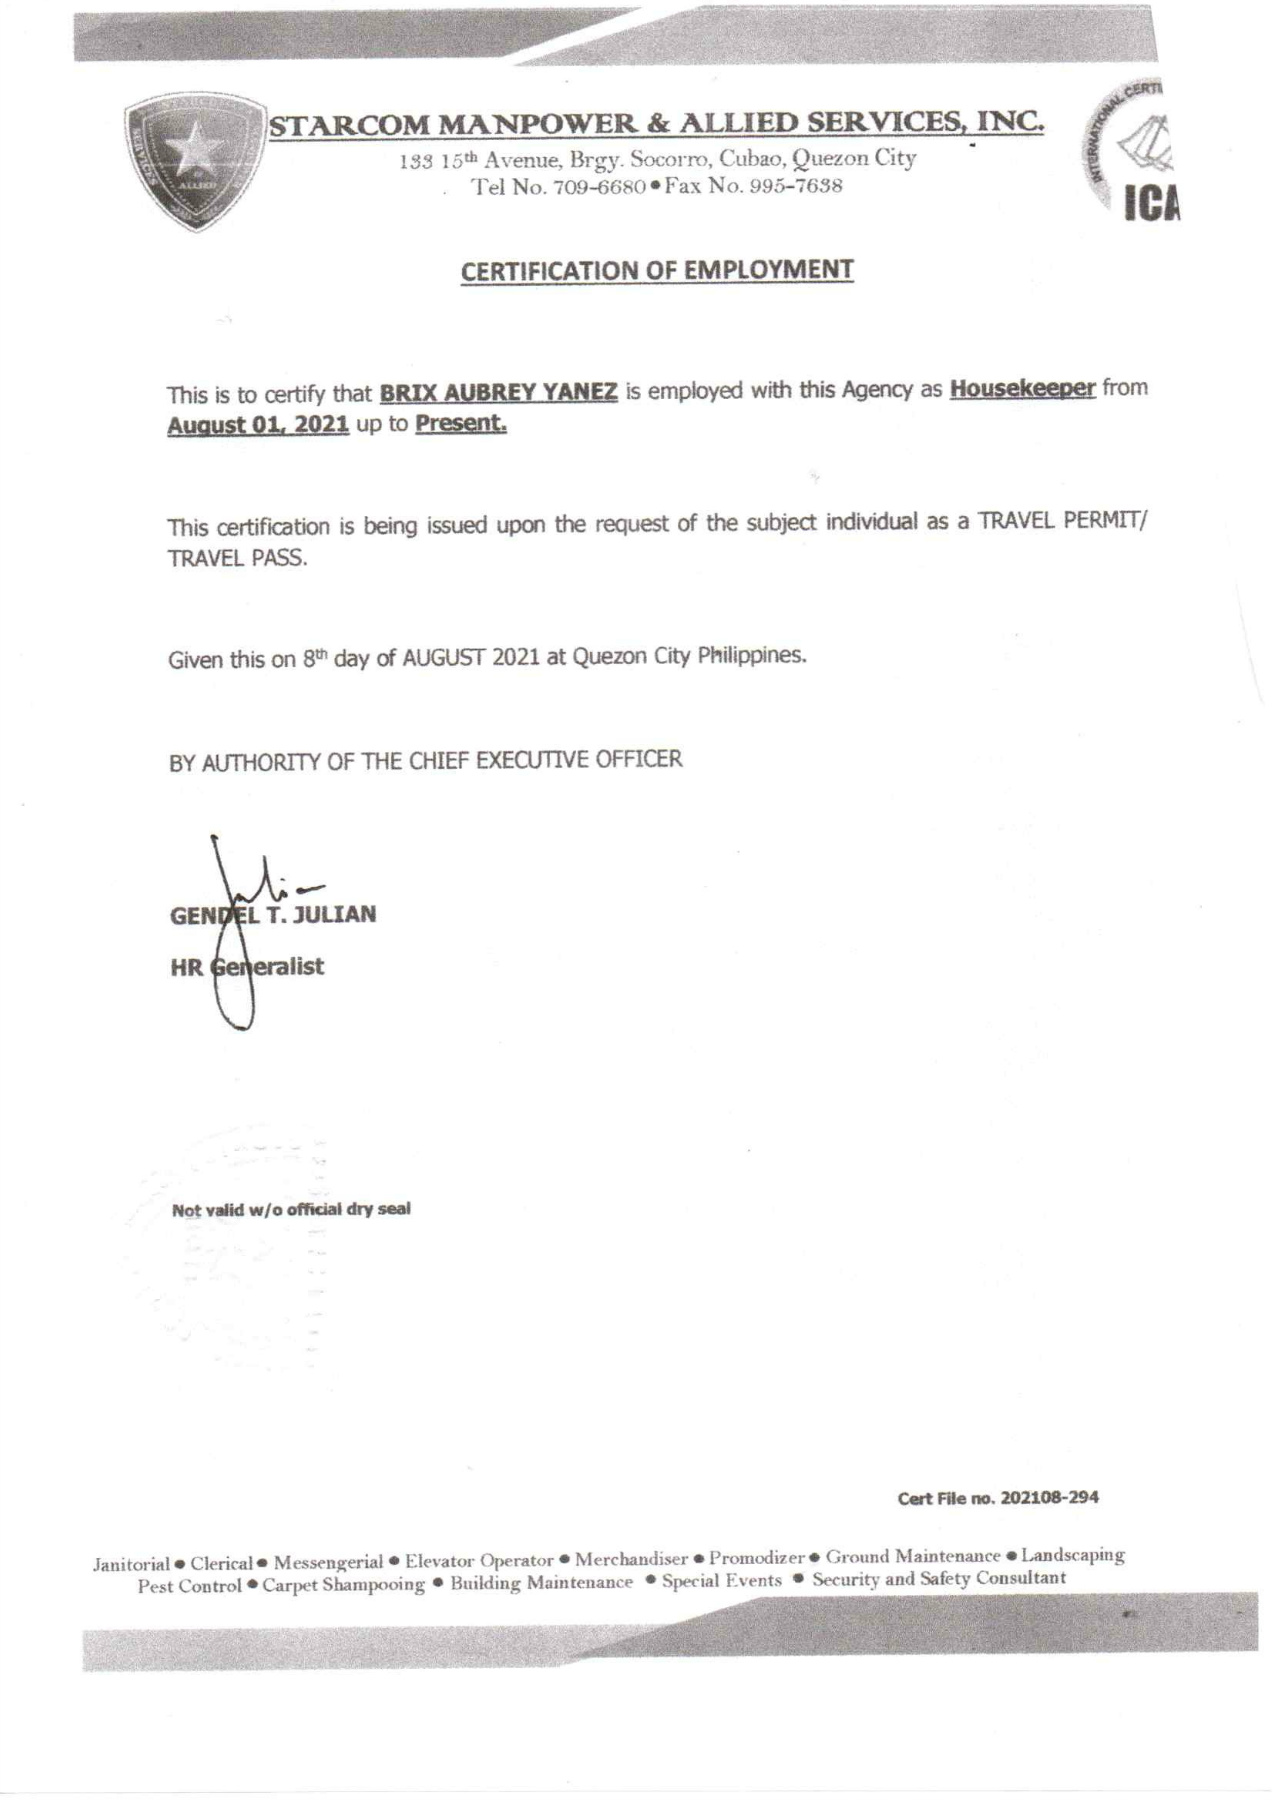 STARCOM MANPOWER & ALLIED SERVICES, INC.
133 15th Avenue, Brgy. Socorro, Cubao, Quezon City
Tel No. 709-6680 ● Fax No. 995-7638
SERVICES
ALLIED
INTERNATIONAL CERTI
ICA
CERTIFICATION OF EMPLOYMENT
This is to certify that BRIX AUBREY YANEZ is employed with this Agency as Housekeeper from
August 01, 2021 up to Present.
This certification is being issued upon the request of the subject individual as a TRAVEL PERMIT/
TRAVEL PASS.
Given this on 8th day of AUGUST 2021 at Quezon City Philippines.
BY AUTHORITY OF THE CHIEF EXECUTIVE OFFICER
Julian
GENDEL T. JULIAN
HR Generalist
Not valid w/o official dry seal
Cert File no. 202108-294
Janitorial ● Clerical ● Messengerial ● Elevator Operator ● Merchandiser ● Promodizer ● Ground Maintenance ● Landscaping
Pest Control ● Carpet Shampooing ● Building Maintenance ● Special Events ● Security and Safety Consultant